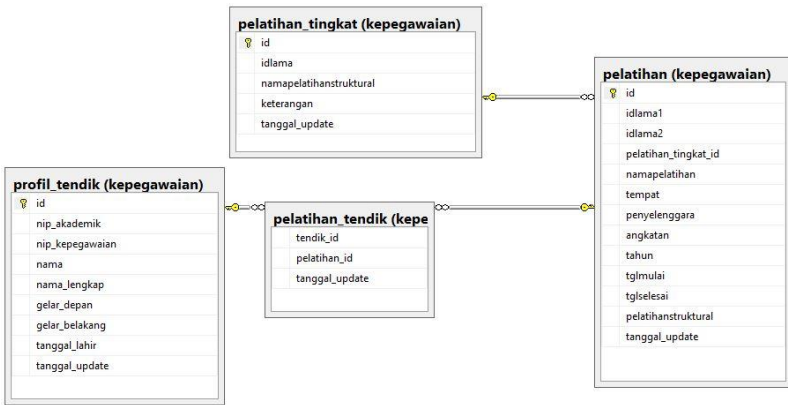 pelatihan_tingkat (kepegawaian)
id
idlama
namapelatihanstruktural
keterangan
tanggal_update
pelatihan (kepegawaian)
id
idlama1
idlama2
pelatihan_tingkat_id
namapelatihan
tempat
penyelenggara
angkatan
tahun
tglmulai
tglselesai
pelatihanstruktural
tanggal_update
profil_tendik (kepegawaian)
id
nip_akademik
nip_kepegawaian
nama
nama_lengkap
gelar_depan
gelar_belakang
tanggal_lahir
tanggal_update
pelatihan_tendik (kepe
tendik_id
pelatihan_id
tanggal_update